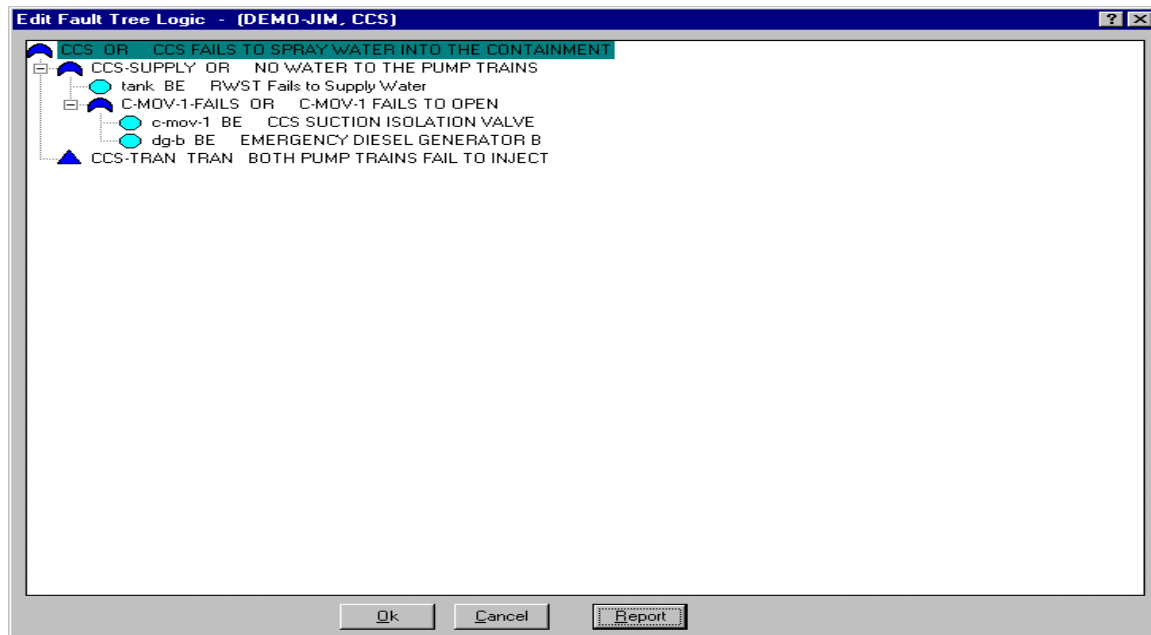 Edit Fault Tree Logic - (DEMO-JIM, CCS)
CCS OR CCS FAILS TO SPRAY WATER INTO THE CONTAINMENT
CCS-SUPPLY OR NO WATER TO THE PUMP TRAINS
tank BE RWST Fails to Supply Water
C-MOV-1-FAILS OR C-MOV-1 FAILS TO OPEN
c-mov-1 BE CCS SUCTION ISOLATION VALVE
dg-b BE EMERGENCY DIESEL GENERATOR B
CCS-TRAN TRAN BOTH PUMP TRAINS FAIL TO INJECT
Ok Cancel Report